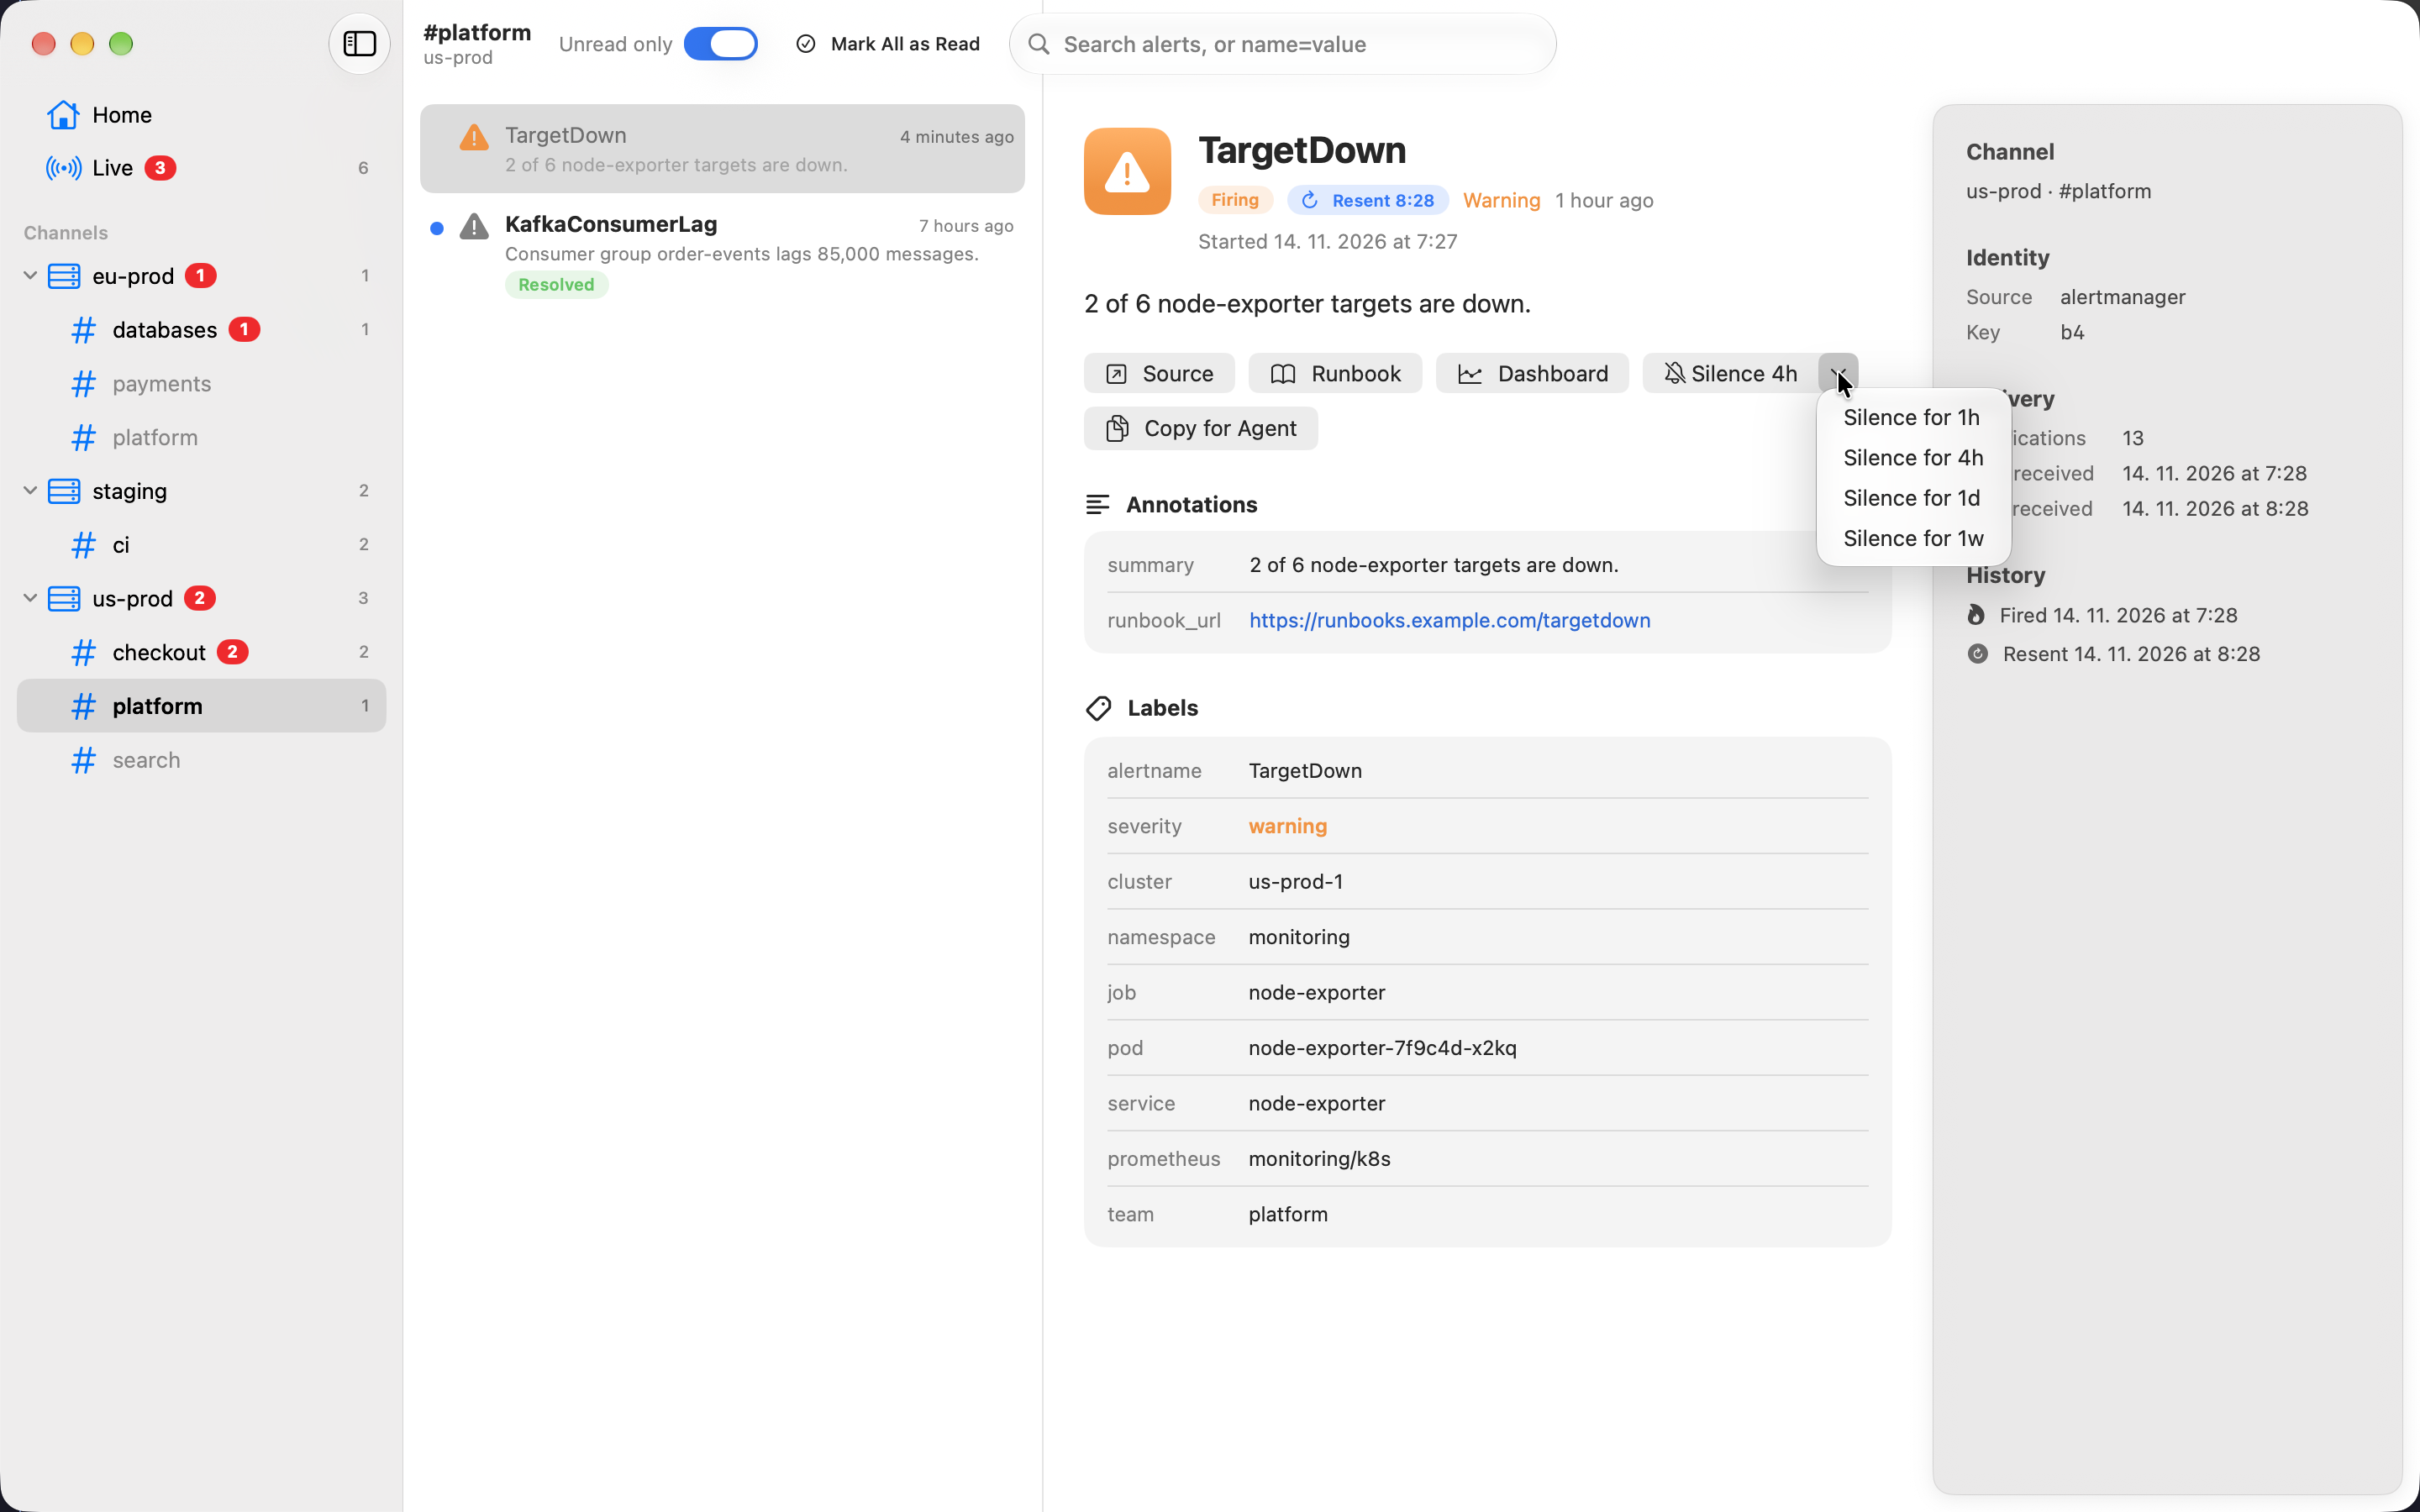 #platform
us-prod
Unread only
Mark All as Read
Search alerts, or name=value
Home
Live 3 6
Channels
eu-prod 1 1
databases 1 1
payments
platform
staging 2
ci 2
us-prod 2 3
checkout 2 2
platform 1
search
TargetDown 4 minutes ago
2 of 6 node-exporter targets are down.
KafkaConsumerLag 7 hours ago
Consumer group order-events lags 85,000 messages.
Resolved
TargetDown
Firing Resent 8:28 Warning 1 hour ago
Started 14. 11. 2026 at 7:27
2 of 6 node-exporter targets are down.
Source Runbook Dashboard Silence 4h
Copy for Agent
Silence for 1h
Silence for 4h
Silence for 1d
Silence for 1w
Annotations
summary 2 of 6 node-exporter targets are down.
runbook_url https://runbooks.example.com/targetdown
Labels
alertname TargetDown
severity warning
cluster us-prod-1
namespace monitoring
job node-exporter
pod node-exporter-7f9c4d-x2kq
service node-exporter
prometheus monitoring/k8s
team platform
Channel
us-prod · #platform
Identity
Source alertmanager
Key b4
very
ications 13
received 14. 11. 2026 at 7:28
received 14. 11. 2026 at 8:28
History
Fired 14. 11. 2026 at 7:28
Resent 14. 11. 2026 at 8:28